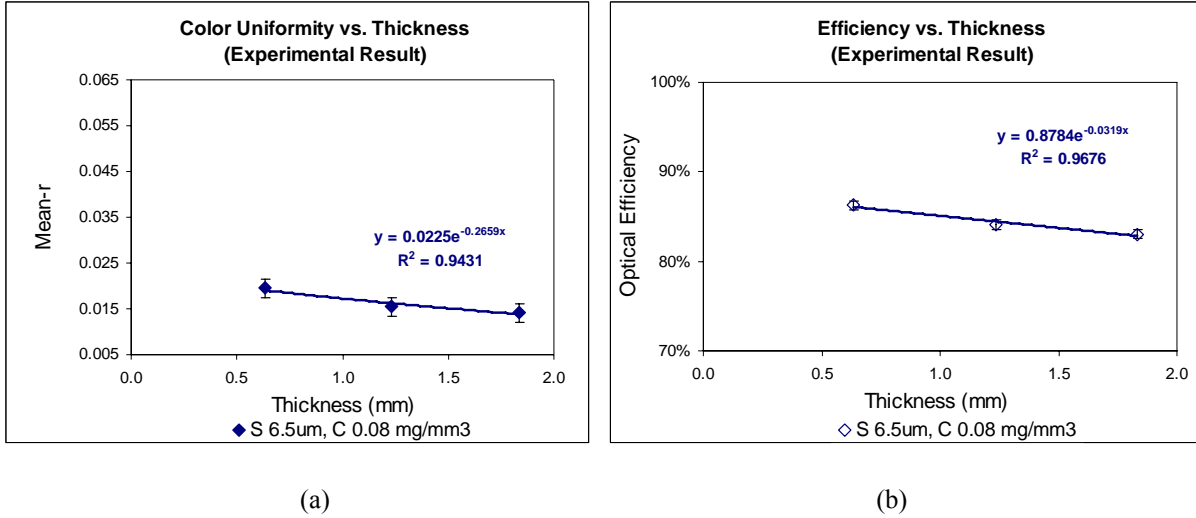 Color Uniformity vs. Thickness
(Experimental Result)
0.065
0.055
0.045
0.035
0.025
0.015
0.005
Mean-r
y = 0.0225e^-0.2659x
R² = 0.9431
0.0 0.5 1.0 1.5 2.0
Thickness (mm)
S 6.5um, C 0.08 mg/mm3
(a)
Efficiency vs. Thickness
(Experimental Result)
100%
90%
80%
70%
Optical Efficiency
y = 0.8784e^-0.0319x
R² = 0.9676
0.0 0.5 1.0 1.5 2.0
Thickness (mm)
S 6.5um, C 0.08 mg/mm3
(b)